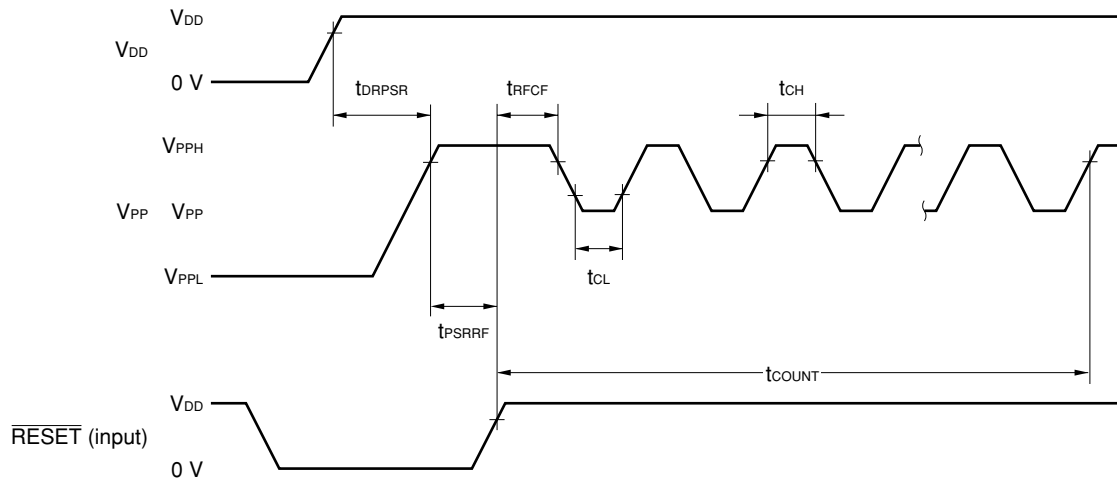 VDD
VDD
0 V
tDRPSR
tRFCF
tCH
VPPH
VPP VPP
tCL
VPPL
tPSRRF
tCOUNT
VDD
RESET (input)
0 V